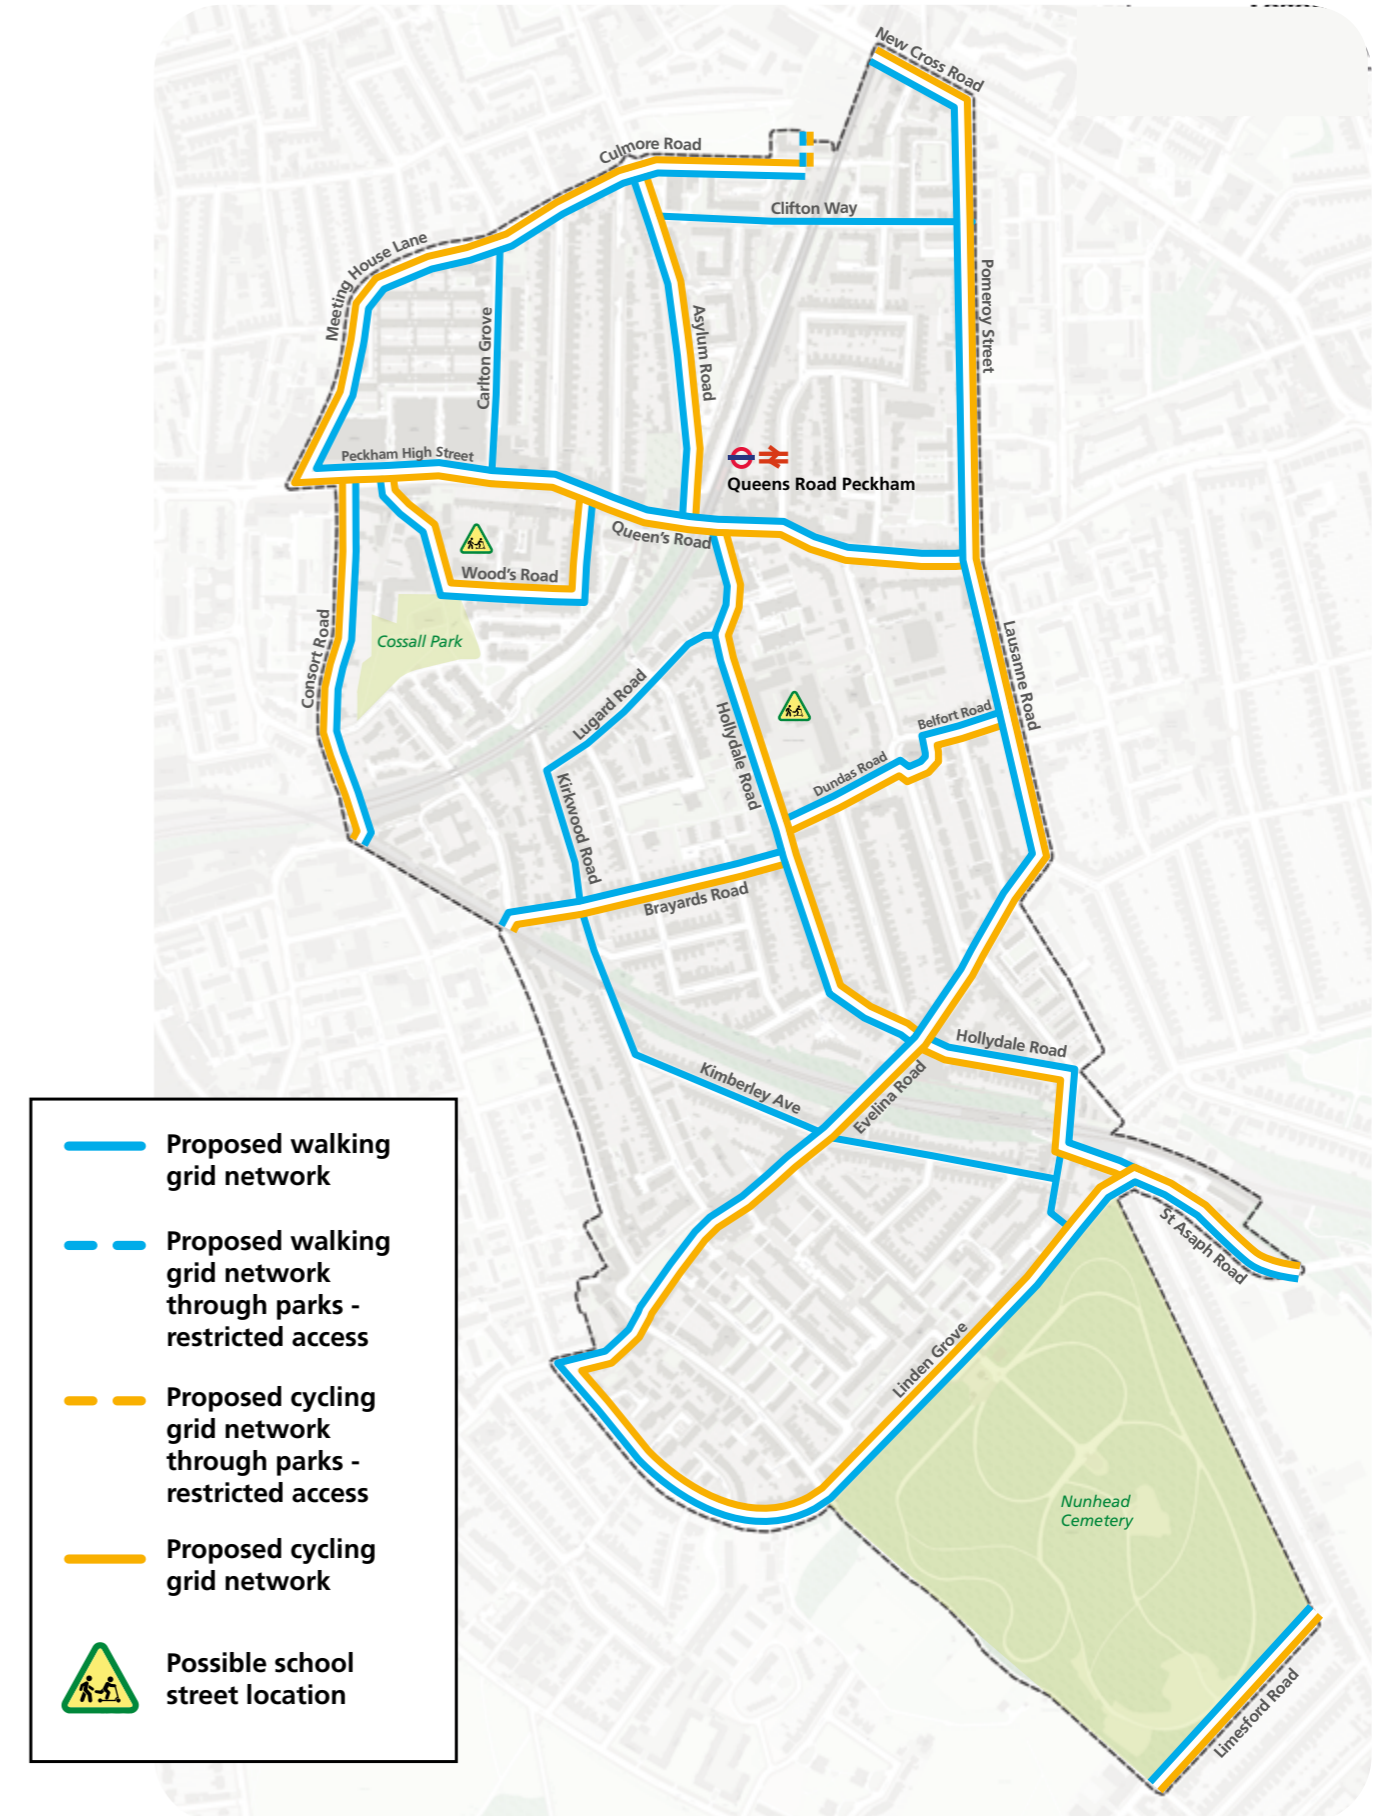 New Cross Road
Culmore Road
Clifton Way
Meeting House Lane
Pomeroy Street
Carlton Grove
Asylum Road
Peckham High Street
Queens Road Peckham
Queen's Road
Wood's Road
Cossall Park
Consort Road
Lausanne Road
Lugard Road
Hollydale Road
Belfort Road
Dundas Road
Kirkwood Road
Brayards Road
Hollydale Road
Kimberley Ave
Evelina Road
St Asaph Road
Linden Grove
Nunhead
Cemetery
Limesford Road
Proposed walking
grid network
Proposed walking
grid network
through parks -
restricted access
Proposed cycling
grid network
through parks -
restricted access
Proposed cycling
grid network
Possible school
street location